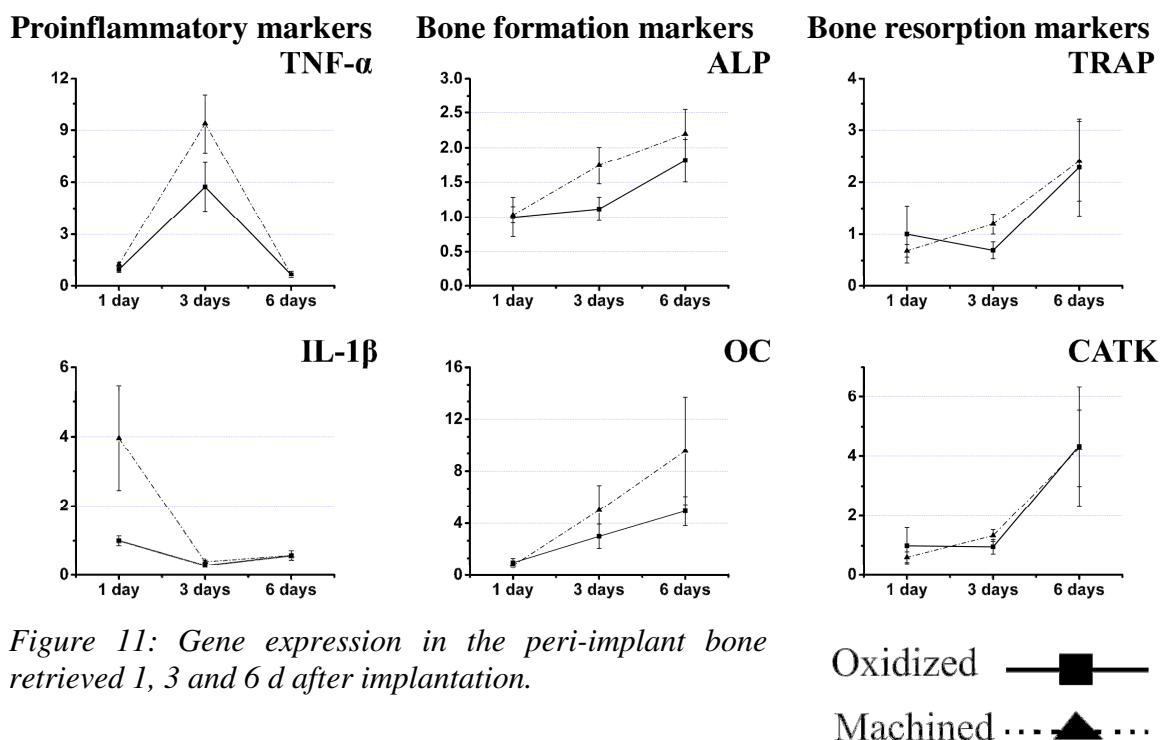 Proinflammatory markers Bone formation markers Bone resorption markers
TNF-α
12
9
6
3
0
1 day 3 days 6 days
ALP
3.0
2.5
2.0
1.5
1.0
0.5
0.0
1 day 3 days 6 days
TRAP
4
3
2
1
0
1 day 3 days 6 days
IL-1β
6
4
2
0
1 day 3 days 6 days
OC
16
12
8
4
0
1 day 3 days 6 days
CATK
6
4
2
0
1 day 3 days 6 days
Figure 11: Gene expression in the peri-implant bone
retrieved 1, 3 and 6 d after implantation.
Oxidized
Machined